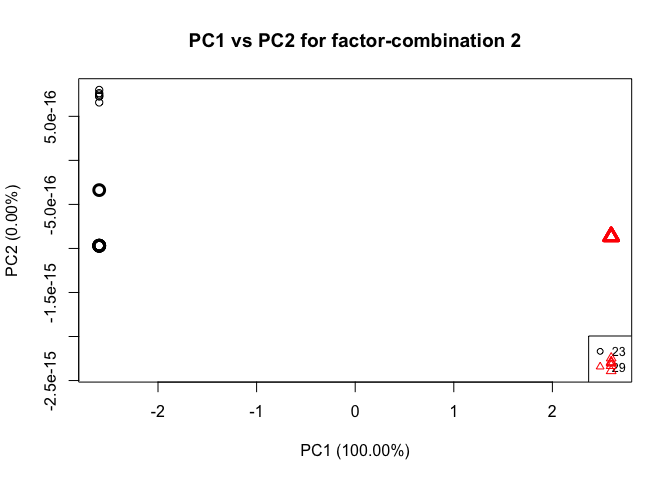 PC1 vs PC2 for factor-combination 2
PC2 (0.00%)
5.0e-16
-5.0e-16
-1.5e-15
-2.5e-15
23
29
-2 -1 0 1 2
PC1 (100.00%)